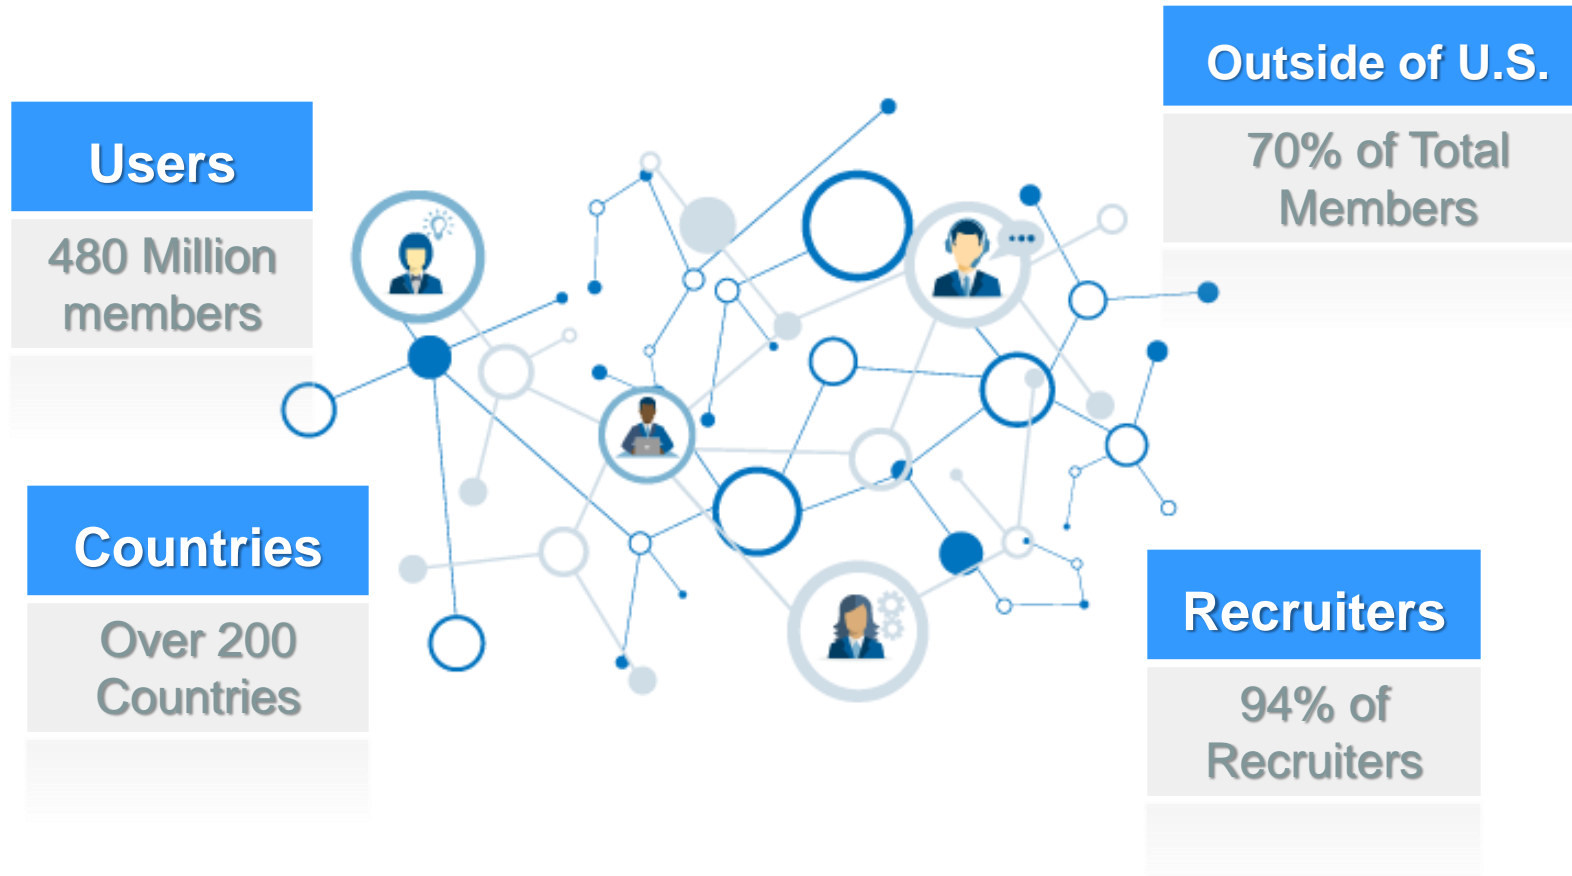 Outside of U.S.
70% of Total
Members
Users
480 Million
members
Countries
Over 200
Countries
Recruiters
94% of
Recruiters